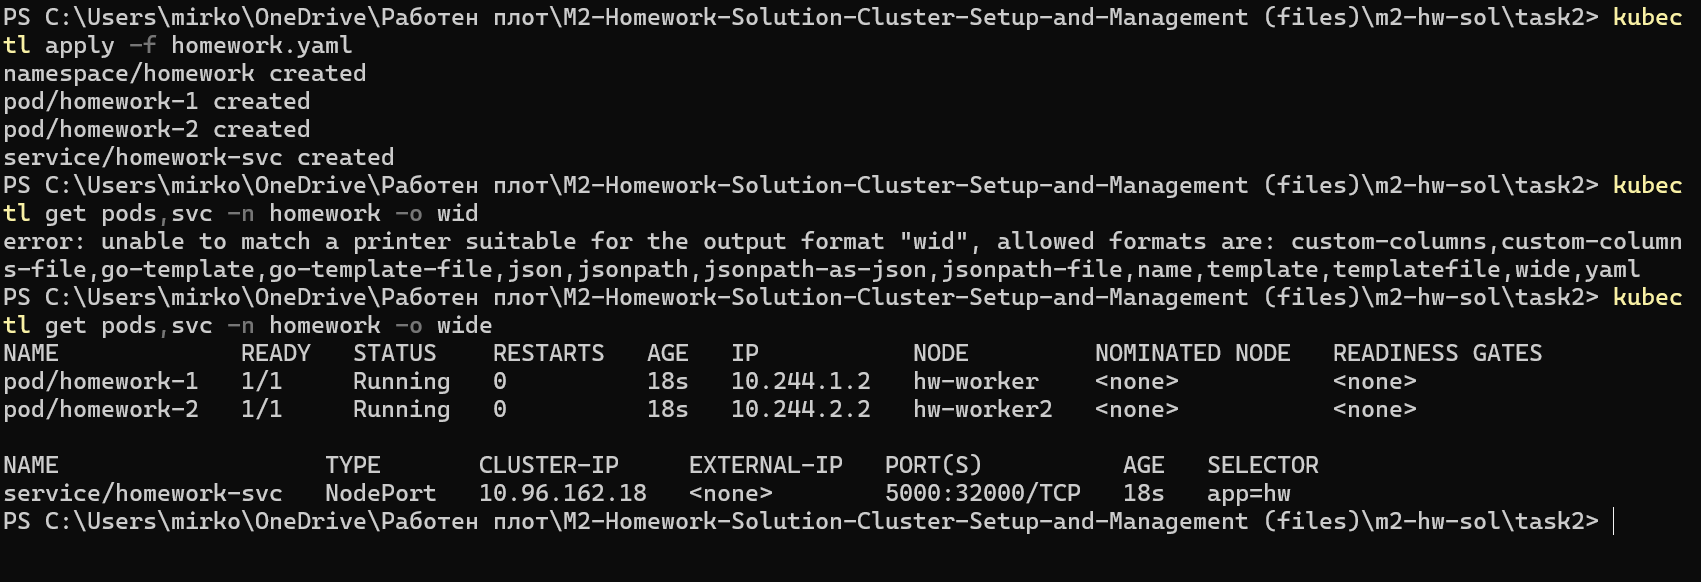 PS C:\Users\mirko\OneDrive\Работен плот\M2-Homework-Solution-Cluster-Setup-and-Management (files)\m2-hw-sol\task2> kubec
tl apply -f homework.yaml
namespace/homework created
pod/homework-1 created
pod/homework-2 created
service/homework-svc created
PS C:\Users\mirko\OneDrive\Работен плот\M2-Homework-Solution-Cluster-Setup-and-Management (files)\m2-hw-sol\task2> kubec
tl get pods,svc -n homework -o wid
error: unable to match a printer suitable for the output format "wid", allowed formats are: custom-columns,custom-column
s-file,go-template,go-template-file,json,jsonpath,jsonpath-as-json,jsonpath-file,name,template,templatefile,wide,yaml
PS C:\Users\mirko\OneDrive\Работен плот\M2-Homework-Solution-Cluster-Setup-and-Management (files)\m2-hw-sol\task2> kubec
tl get pods,svc -n homework -o wide
NAME             READY   STATUS    RESTARTS   AGE   IP           NODE         NOMINATED NODE   READINESS GATES
pod/homework-1   1/1     Running   0          18s   10.244.1.2   hw-worker    <none>           <none>
pod/homework-2   1/1     Running   0          18s   10.244.2.2   hw-worker2   <none>           <none>

NAME                   TYPE       CLUSTER-IP     EXTERNAL-IP   PORT(S)          AGE   SELECTOR
service/homework-svc   NodePort   10.96.162.18   <none>        5000:32000/TCP   18s   app=hw
PS C:\Users\mirko\OneDrive\Работен плот\M2-Homework-Solution-Cluster-Setup-and-Management (files)\m2-hw-sol\task2>